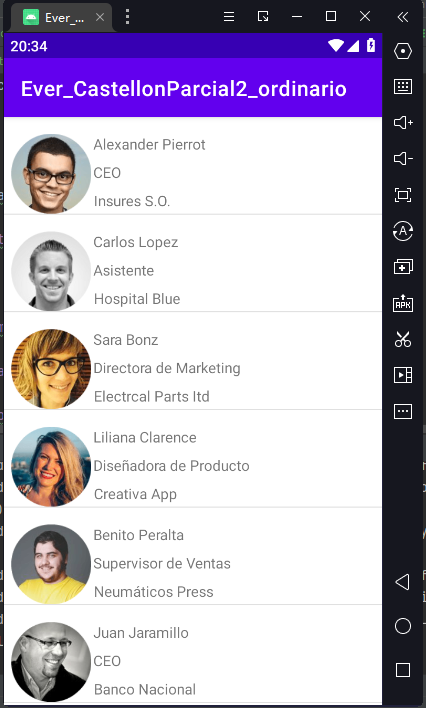 Ever_...
20:34
Ever_CastellonParcial2_ordinario
Alexander Pierrot
CEO
Insures S.O.
Carlos Lopez
Asistente
Hospital Blue
Sara Bonz
Directora de Marketing
Electrcal Parts ltd
Liliana Clarence
Diseñadora de Producto
Creativa App
Benito Peralta
Supervisor de Ventas
Neumáticos Press
Juan Jaramillo
CEO
Banco Nacional
A
APK